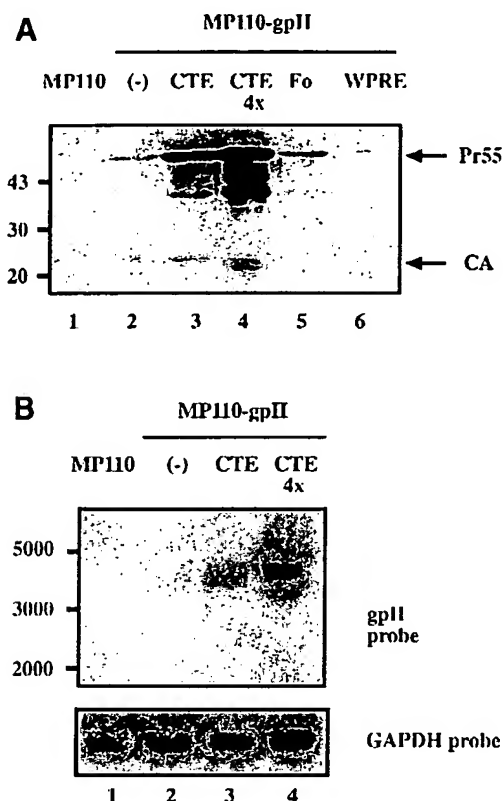 A
MP110-gpII
MP110 (-) CTE CTE 4x Fo WPRE
Pr55
43
30
CA
20
1 2 3 4 5 6
B
MP110-gpII
MP110 (-) CTE CTE 4x
5000
3000
gpII probe
2000
GAPDH probe
1 2 3 4